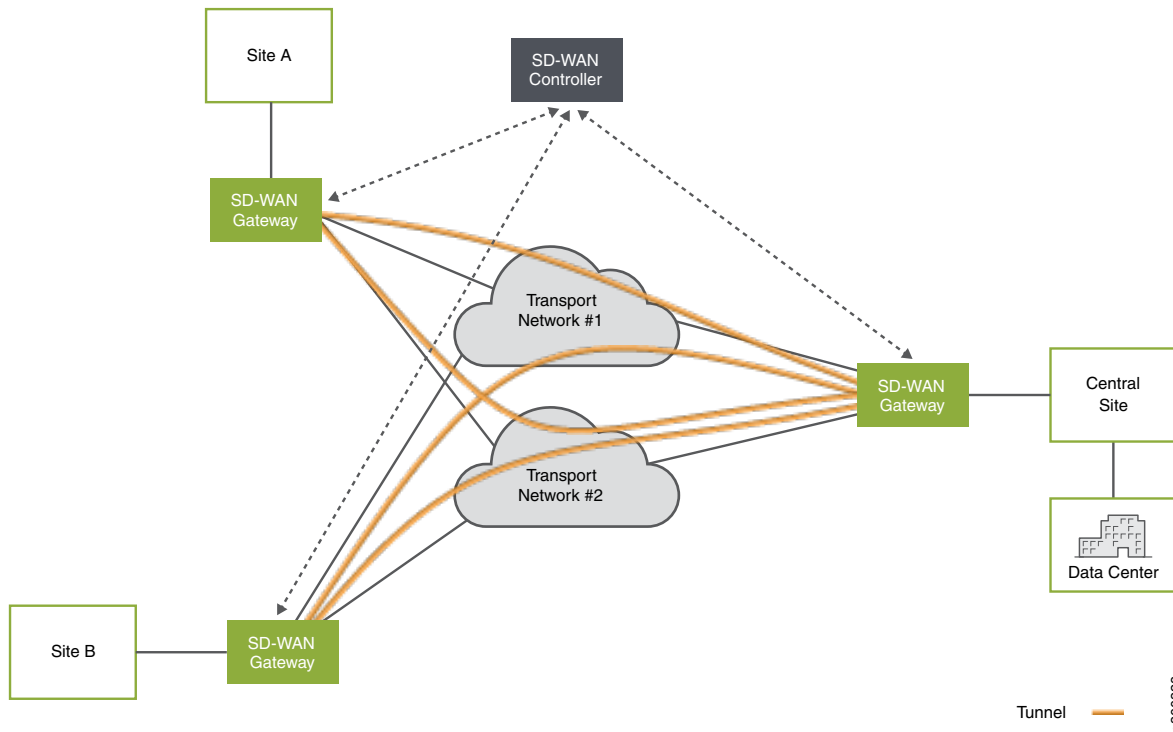 Site A
SD-WAN
Controller
SD-WAN
Gateway
Transport
Network #1
SD-WAN
Gateway
Central
Site
Transport
Network #2
Data Center
SD-WAN
Gateway
Site B
Tunnel